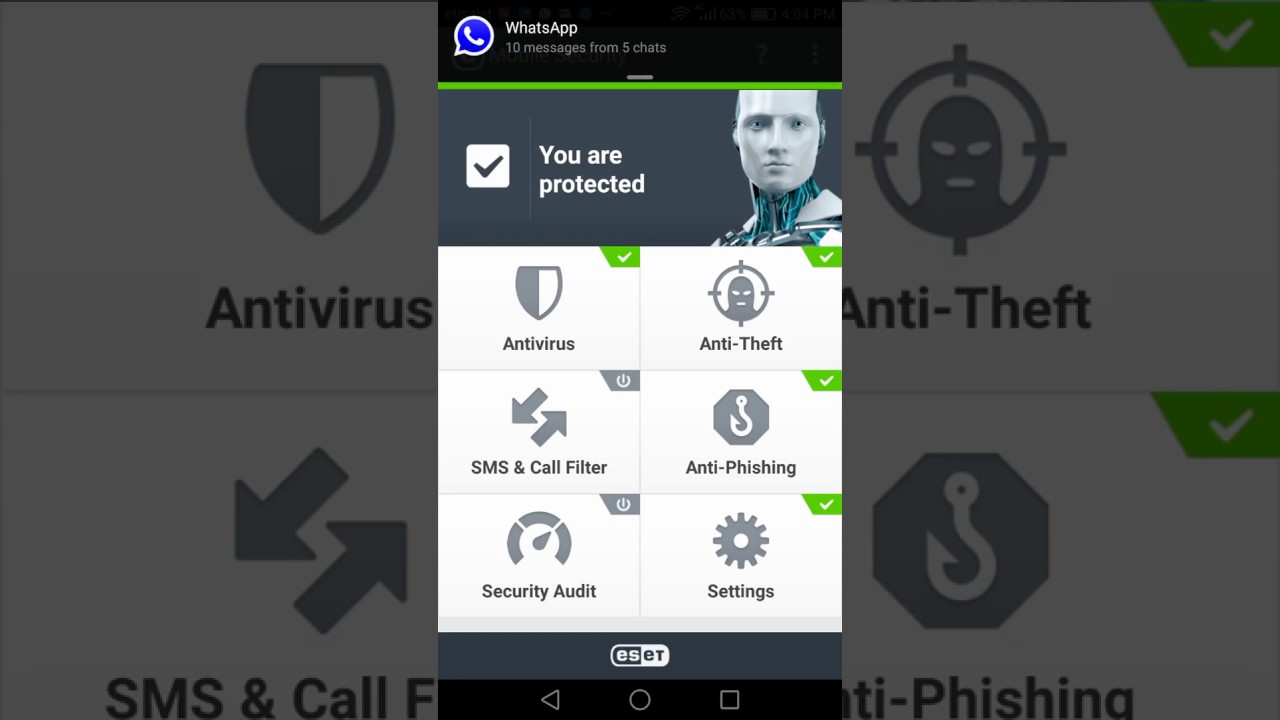 etisalat 63% 4:04 PM
WhatsApp
10 messages from 5 chats
Mobile Security ?
You are
protected
Antivirus
Anti-Theft
SMS & Call Filter
Anti-Phishing
Security Audit
Settings
eset
Antivirus
Anti-Theft
SMS & Call F
nti-Phishing